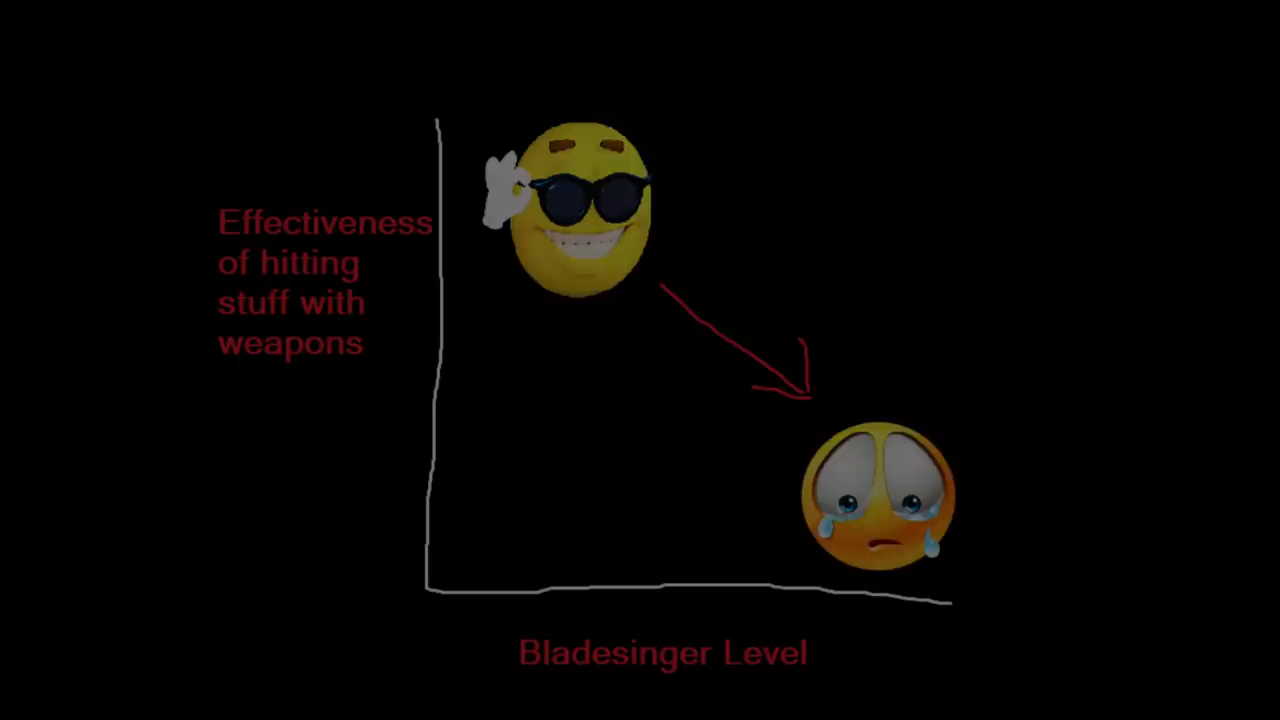 Effectiveness
of hitting
stuff with
weapons
Bladesinger Level